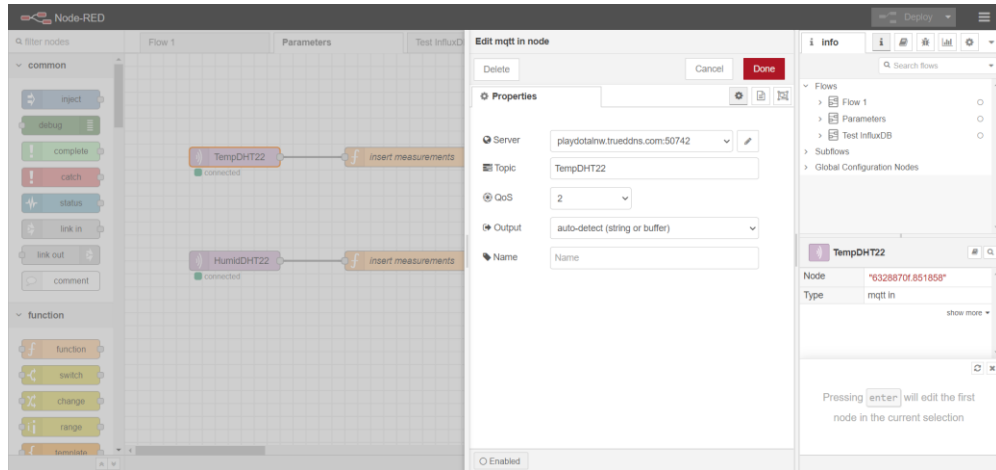 Node-RED
Deploy
filter nodes
common
inject
debug
complete
catch
status
link in
link out
comment
function
function
switch
change
range
template
Flow 1
Parameters
Test InfluxD
TempDHT22
connected
insert measurements
HumidDHT22
connected
insert measurements
Edit mqtt in node
Delete
Cancel
Done
Properties
Server
playdotainw.trueddns.com:50742
Topic
TempDHT22
QoS
2
Output
auto-detect (string or buffer)
Name
Name
Enabled
i info
i
Search flows
Flows
Flow 1
Parameters
Test InfluxDB
Subflows
Global Configuration Nodes
TempDHT22
Node
"6328870f.851858"
Type
mqtt in
show more
Pressing enter will edit the first
node in the current selection